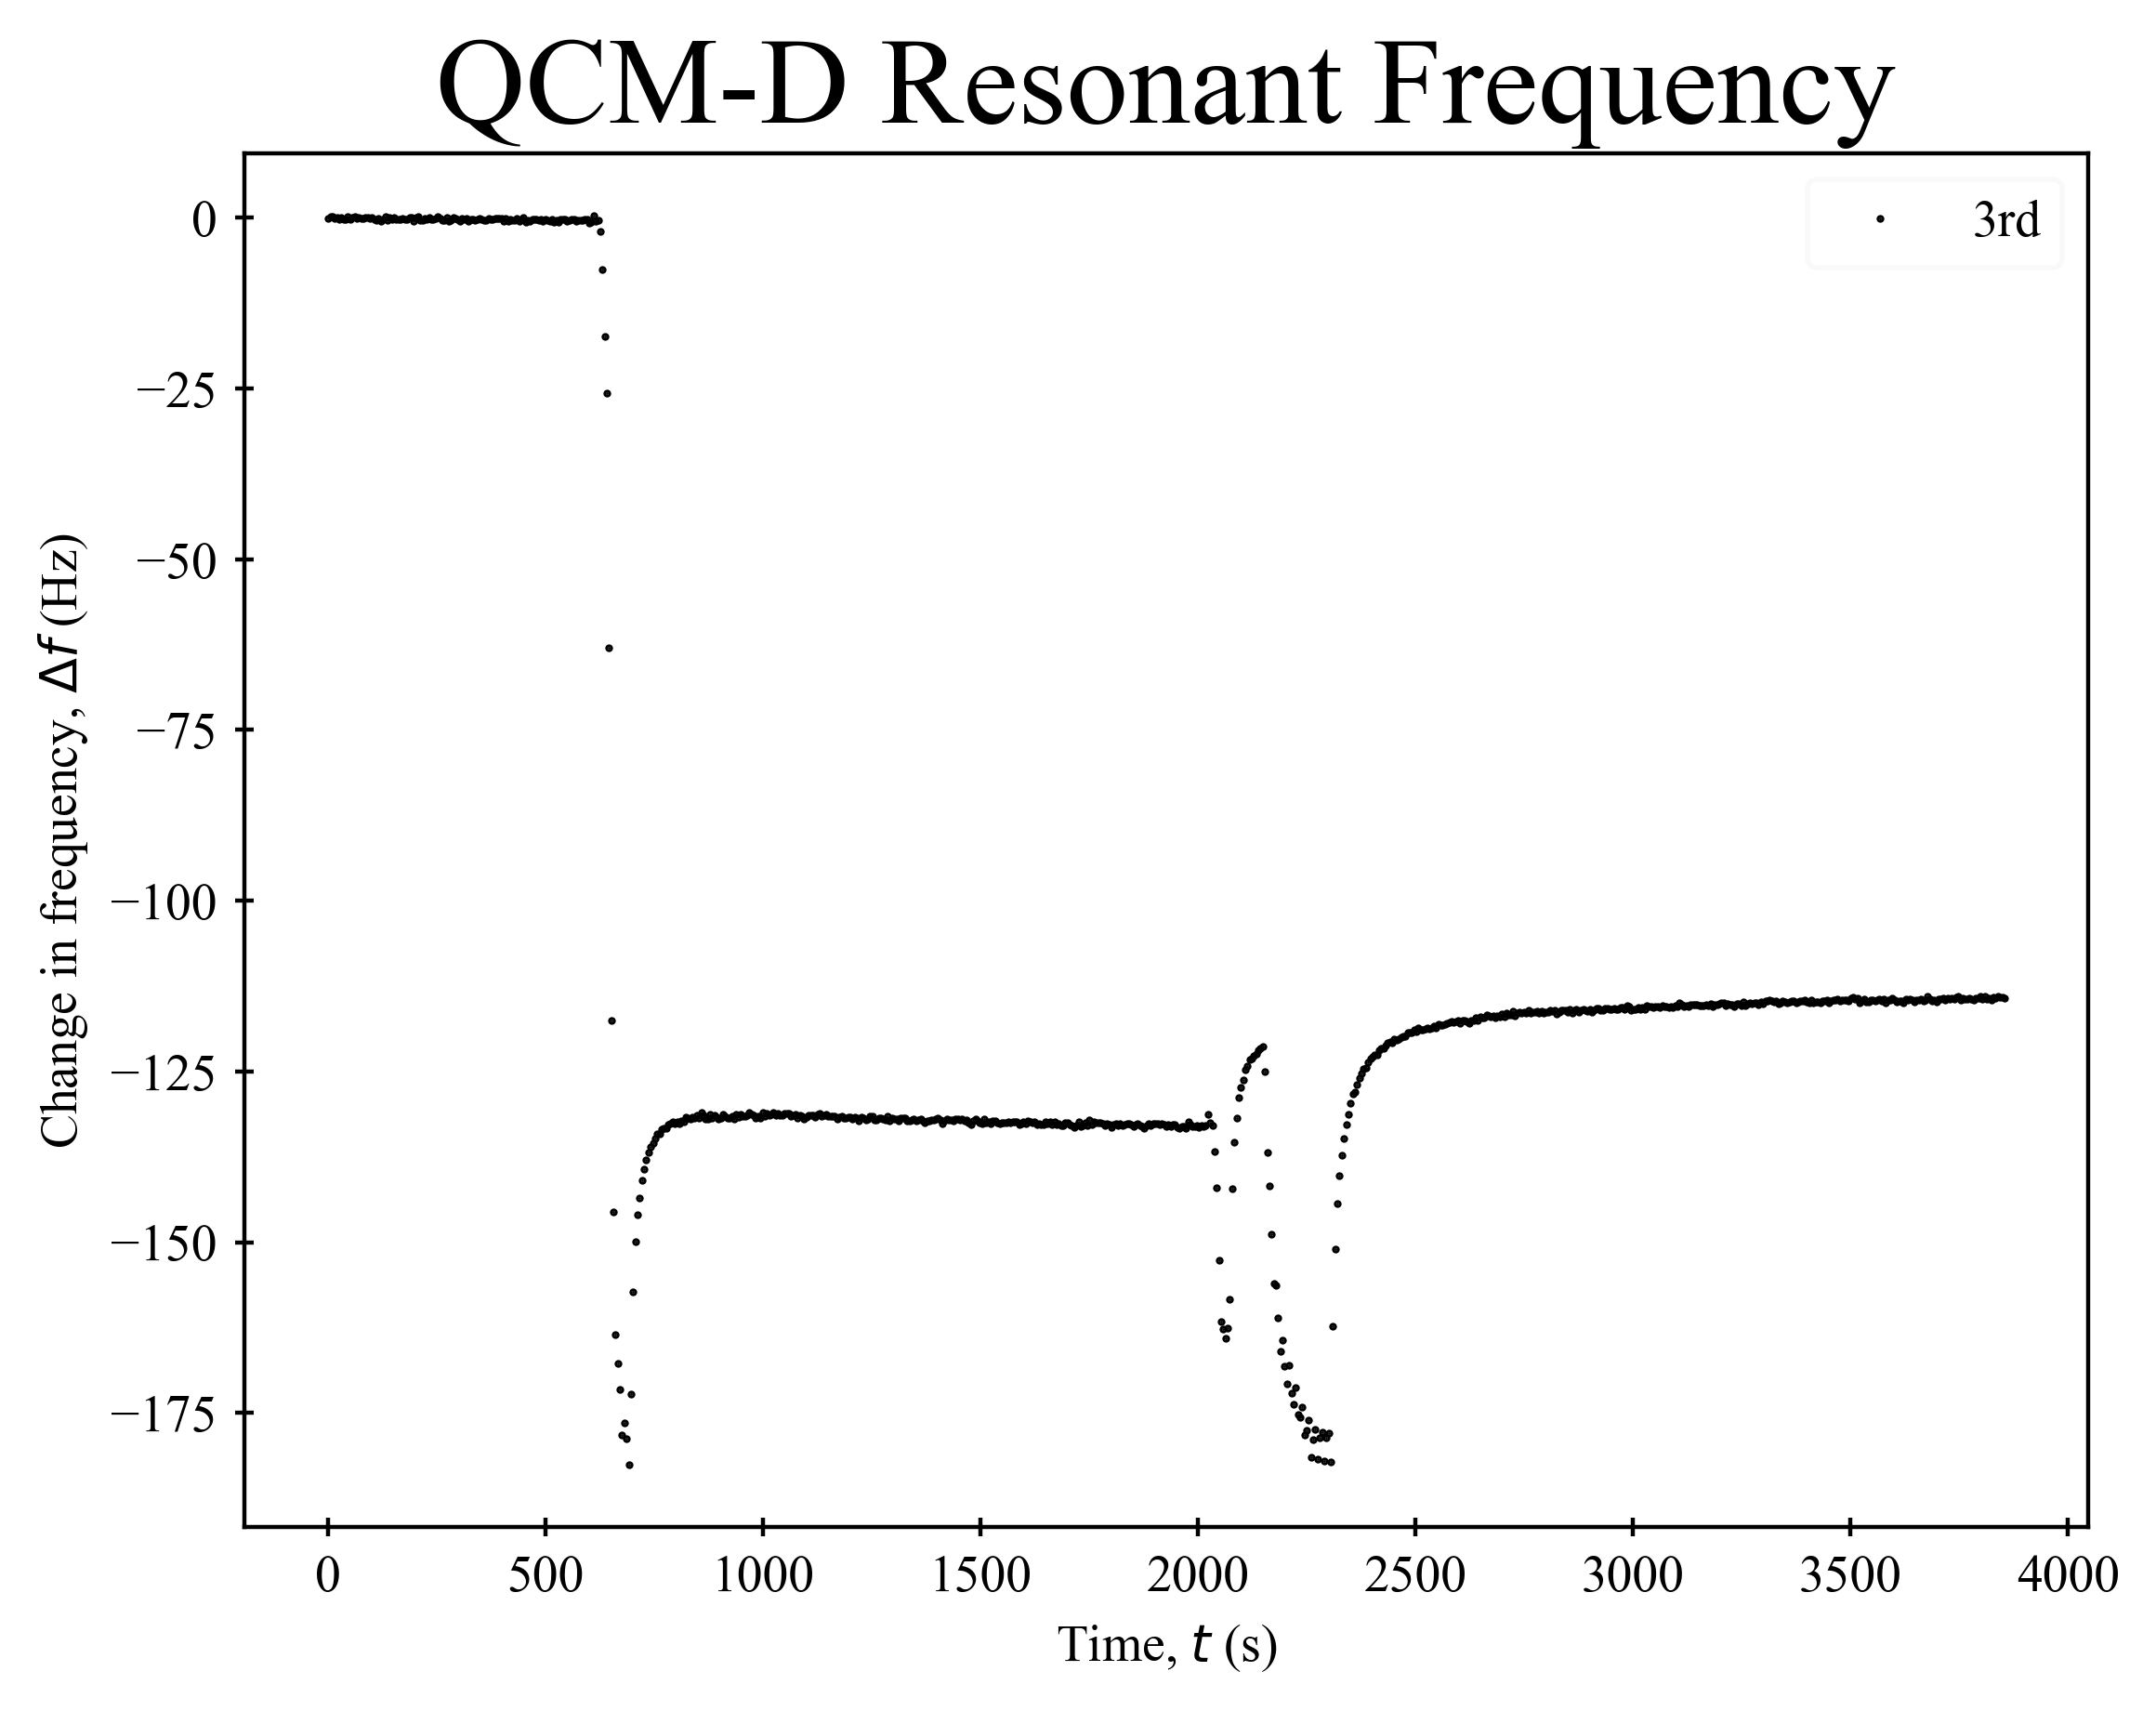 QCM-D Resonant Frequency
3rd
Change in frequency, Δf (Hz)
0
−25
−50
−75
−100
−125
−150
−175
0 500 1000 1500 2000 2500 3000 3500 4000
Time, t (s)